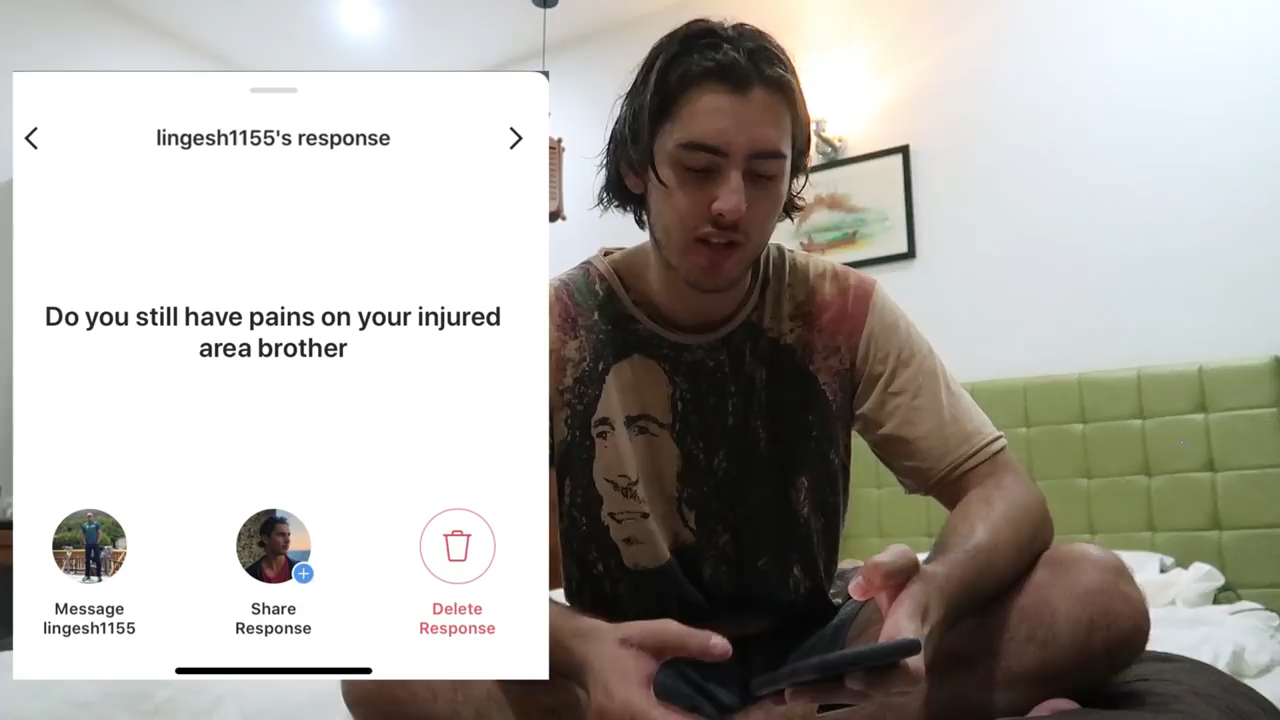 lingesh1155's response
Do you still have pains on your injured
area brother
Message
lingesh1155
Share
Response
Delete
Response